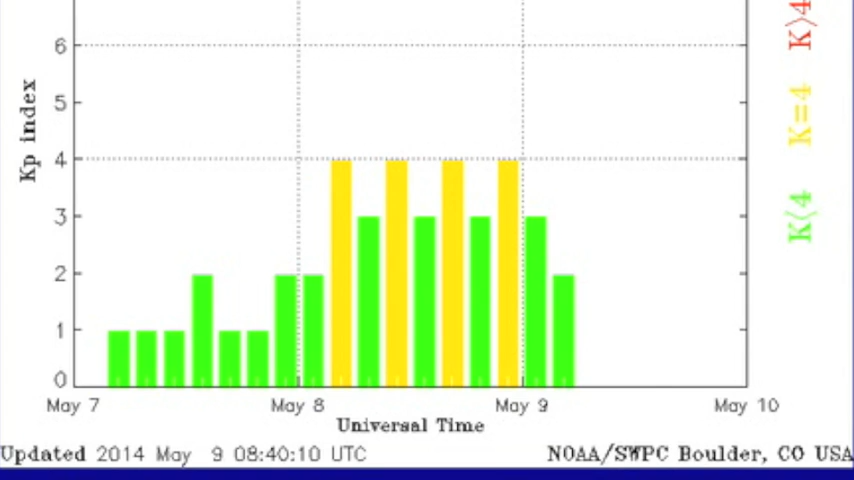 6
5
4
3
2
1
0
Kp index
May 7 May 8 May 9 May 10
Universal Time
Updated 2014 May 9 08:40:10 UTC NOAA/SWPC Boulder, CO USA
K>4
K=4
K<4